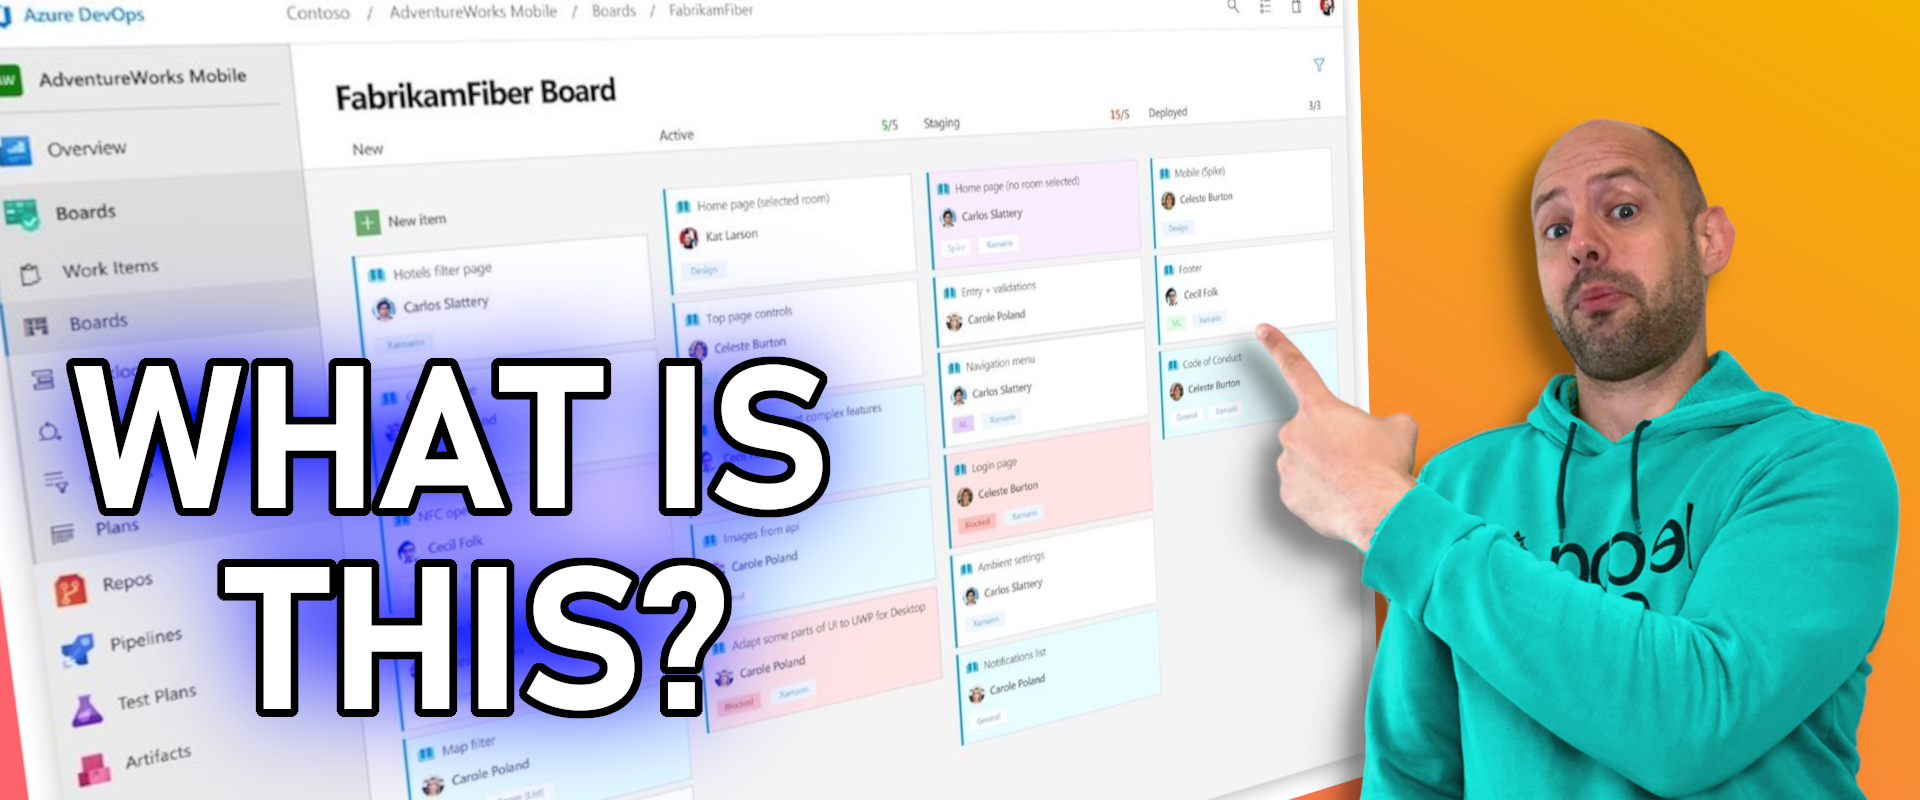 Azure DevOps
Contoso / AdventureWorks Mobile / Boards / FabrikamFiber
AdventureWorks Mobile
Overview
Boards
Work Items
Boards
Plans
Repos
Pipelines
Test Plans
Artifacts
FabrikamFiber Board
New
New item
Hotels filter page
Carlos Slattery
Xamarin
NFC
Cecil Folk
Map filter
Carole Poland
Active 5/5
Home page (selected room)
Kat Larson
Design
Top page controls
Celeste Burton
complex features
Images from api
Carole Poland
Adapt some parts of UI to UWP for Desktop
Carole Poland
Blocked Xamarin
Staging 15/5
Home page (no room selected)
Carlos Slattery
Spike Xamarin
Entry + validations
Carole Poland
Navigation menu
Carlos Slattery
Xamarin
Login page
Celeste Burton
Blocked Xamarin
Ambient settings
Carlos Slattery
Xamarin
Notifications list
Carole Poland
General
Deployed 3/3
Mobile (Spike)
Celeste Burton
Design
Footer
Cecil Folk
Xamarin
Code of Conduct
Celeste Burton
General Xamarin
WHAT IS
THIS?